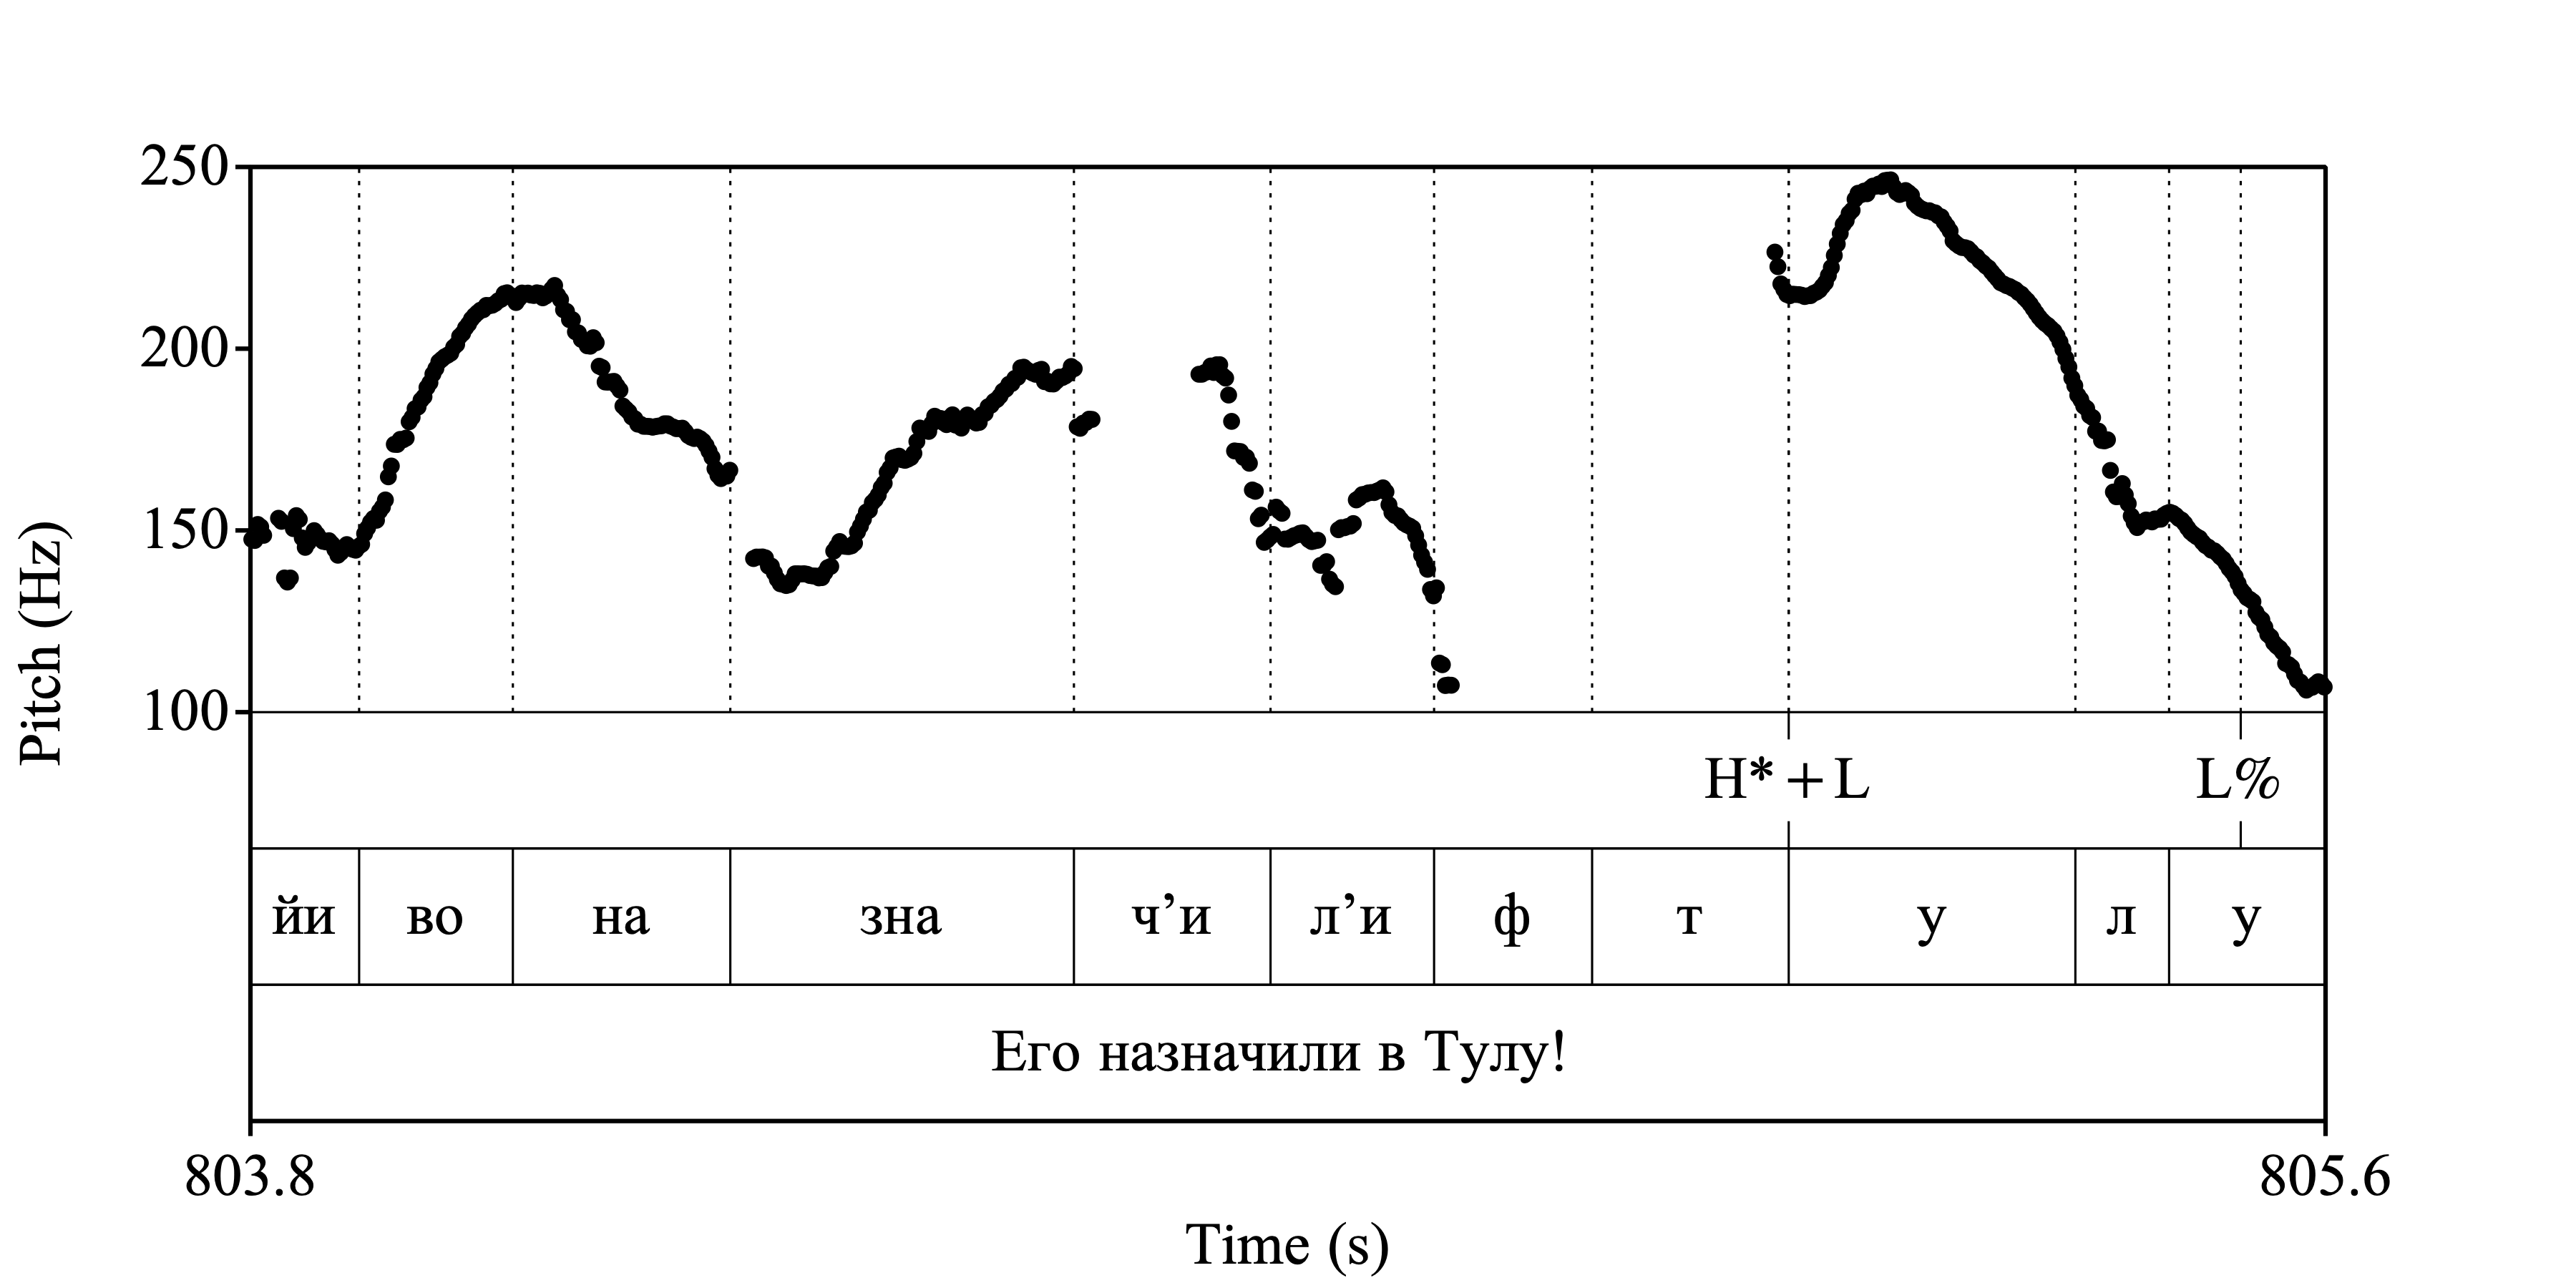 250
200
150
100
Pitch (Hz)
H*+L L%
йи во на зна ч’и л’и ф т у л у
Его назначили в Тулу!
803.8 805.6
Time (s)